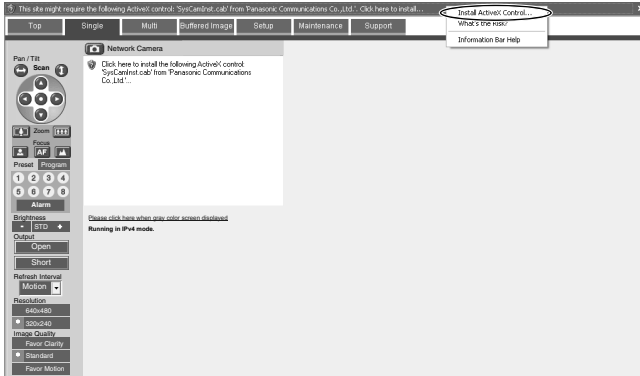 This site might require the following ActiveX control: 'SysCamInst.cab' from 'Panasonic Communications Co.,Ltd.'. Click here to install...
Install ActiveX Control...
What's the Risk?
Information Bar Help
Top Single Multi Buffered Image Setup Maintenance Support
Network Camera
Click here to install the following ActiveX control:
'SysCamInst.cab' from 'Panasonic Communications
Co.,Ltd.'...
Pan / Tilt
Scan
Zoom
Focus
AF
Preset Program
1 2 3 4
5 6 7 8
Alarm
Brightness
- STD +
Output
Open
Short
Refresh Interval
Motion
Resolution
640x480
320x240
Image Quality
Favor Clarity
Standard
Favor Motion
Please click here when gray color screen displayed
Running in IPv4 mode.